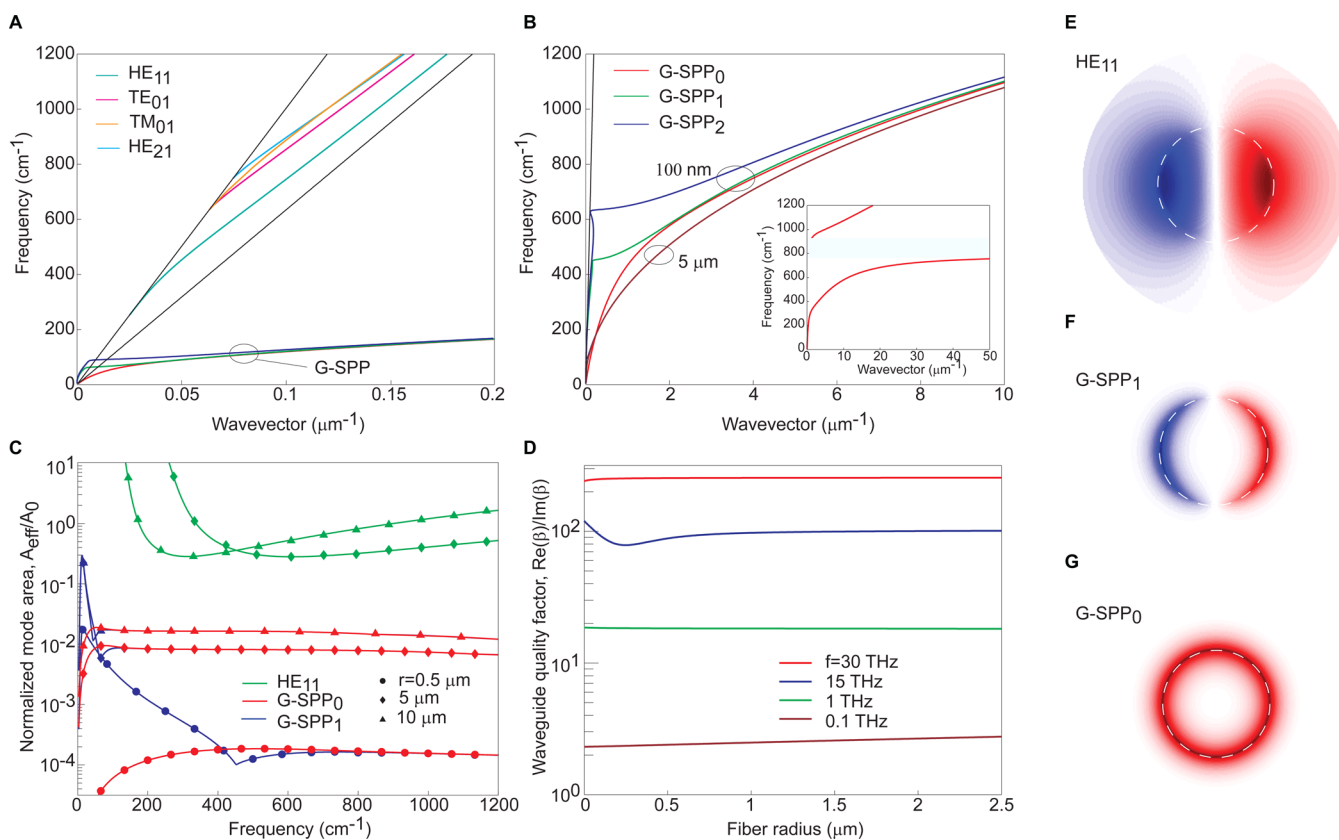 A
Frequency (cm⁻¹)
1200
1000
800
600
400
200
0
HE₁₁
TE₀₁
TM₀₁
HE₂₁
G-SPP
0.05
0.1
0.15
0.2
Wavevector (μm⁻¹)
B
Frequency (cm⁻¹)
1200
1000
800
600
400
200
0
G-SPP₀
G-SPP₁
G-SPP₂
100 nm
5 μm
0
2
4
6
8
10
Wavevector (μm⁻¹)
Frequency (cm⁻¹)
1200
1000
800
600
400
200
0
0
10
20
30
40
50
Wavevector (μm⁻¹)
C
Normalized mode area, A_eff/A₀
10¹
10⁰
10⁻¹
10⁻²
10⁻³
10⁻⁴
HE₁₁
G-SPP₀
G-SPP₁
r=0.5 μm
5 μm
10 μm
0
200
400
600
800
1000
1200
Frequency (cm⁻¹)
D
Waveguide quality factor, Re(β)/Im(β)
10²
10¹
10⁰
f=30 THz
15 THz
1 THz
0.1 THz
0
0.5
1
1.5
2
2.5
Fiber radius (μm)
E
HE₁₁
F
G-SPP₁
G
G-SPP₀